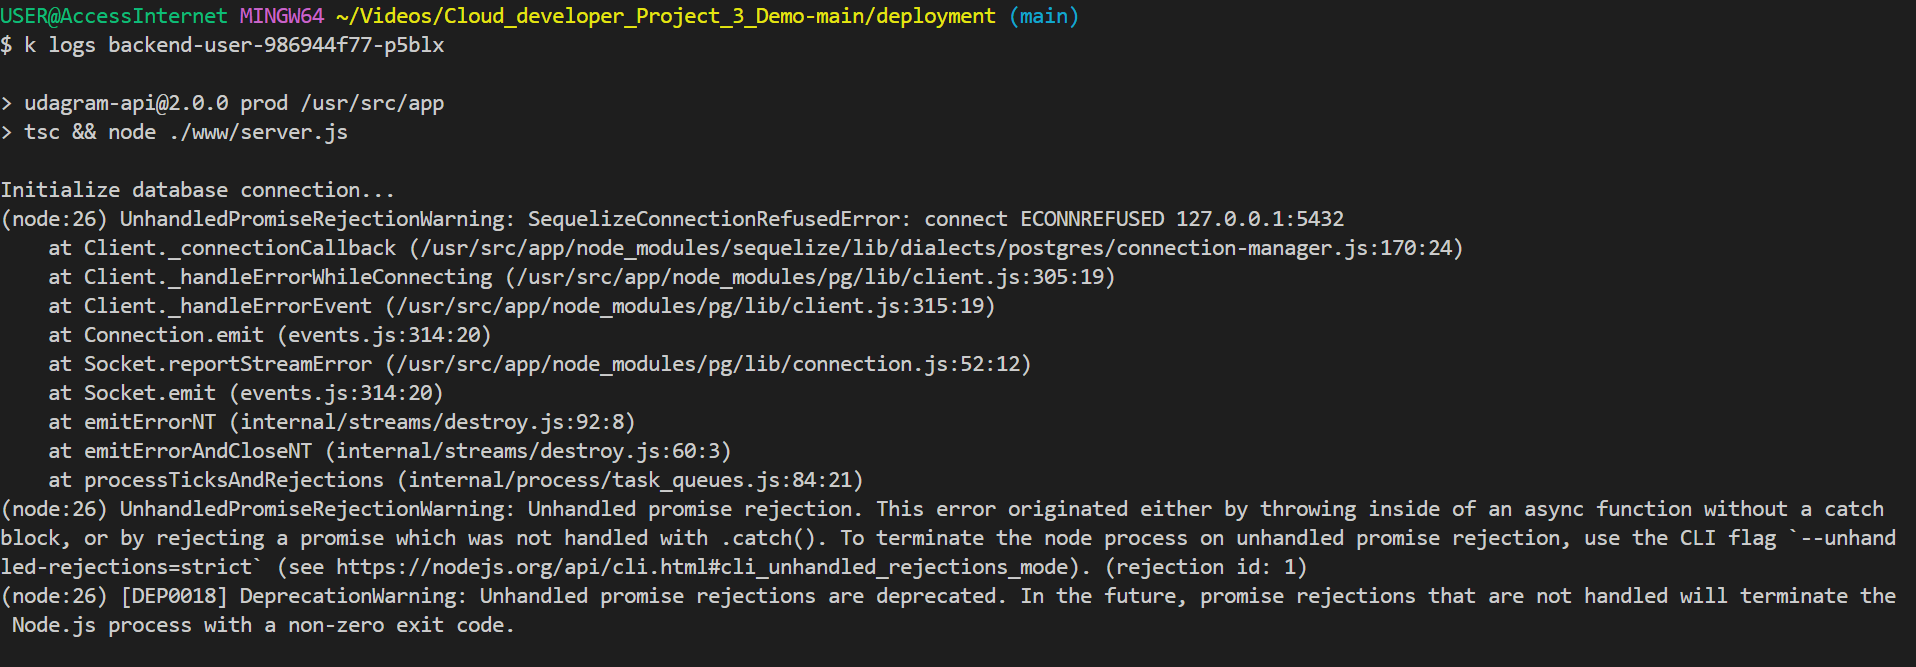 USER@AccessInternet MINGW64 ~/Videos/Cloud_developer_Project_3_Demo-main/deployment (main)
$ k logs backend-user-986944f77-p5blx
> udagram-api@2.0.0 prod /usr/src/app
> tsc && node ./www/server.js
Initialize database connection...
(node:26) UnhandledPromiseRejectionWarning: SequelizeConnectionRefusedError: connect ECONNREFUSED 127.0.0.1:5432
    at Client._connectionCallback (/usr/src/app/node_modules/sequelize/lib/dialects/postgres/connection-manager.js:170:24)
    at Client._handleErrorWhileConnecting (/usr/src/app/node_modules/pg/lib/client.js:305:19)
    at Client._handleErrorEvent (/usr/src/app/node_modules/pg/lib/client.js:315:19)
    at Connection.emit (events.js:314:20)
    at Socket.reportStreamError (/usr/src/app/node_modules/pg/lib/connection.js:52:12)
    at Socket.emit (events.js:314:20)
    at emitErrorNT (internal/streams/destroy.js:92:8)
    at emitErrorAndCloseNT (internal/streams/destroy.js:60:3)
    at processTicksAndRejections (internal/process/task_queues.js:84:21)
(node:26) UnhandledPromiseRejectionWarning: Unhandled promise rejection. This error originated either by throwing inside of an async function without a catch
block, or by rejecting a promise which was not handled with .catch(). To terminate the node process on unhandled promise rejection, use the CLI flag `--unhand
led-rejections=strict` (see https://nodejs.org/api/cli.html#cli_unhandled_rejections_mode). (rejection id: 1)
(node:26) [DEP0018] DeprecationWarning: Unhandled promise rejections are deprecated. In the future, promise rejections that are not handled will terminate the
 Node.js process with a non-zero exit code.